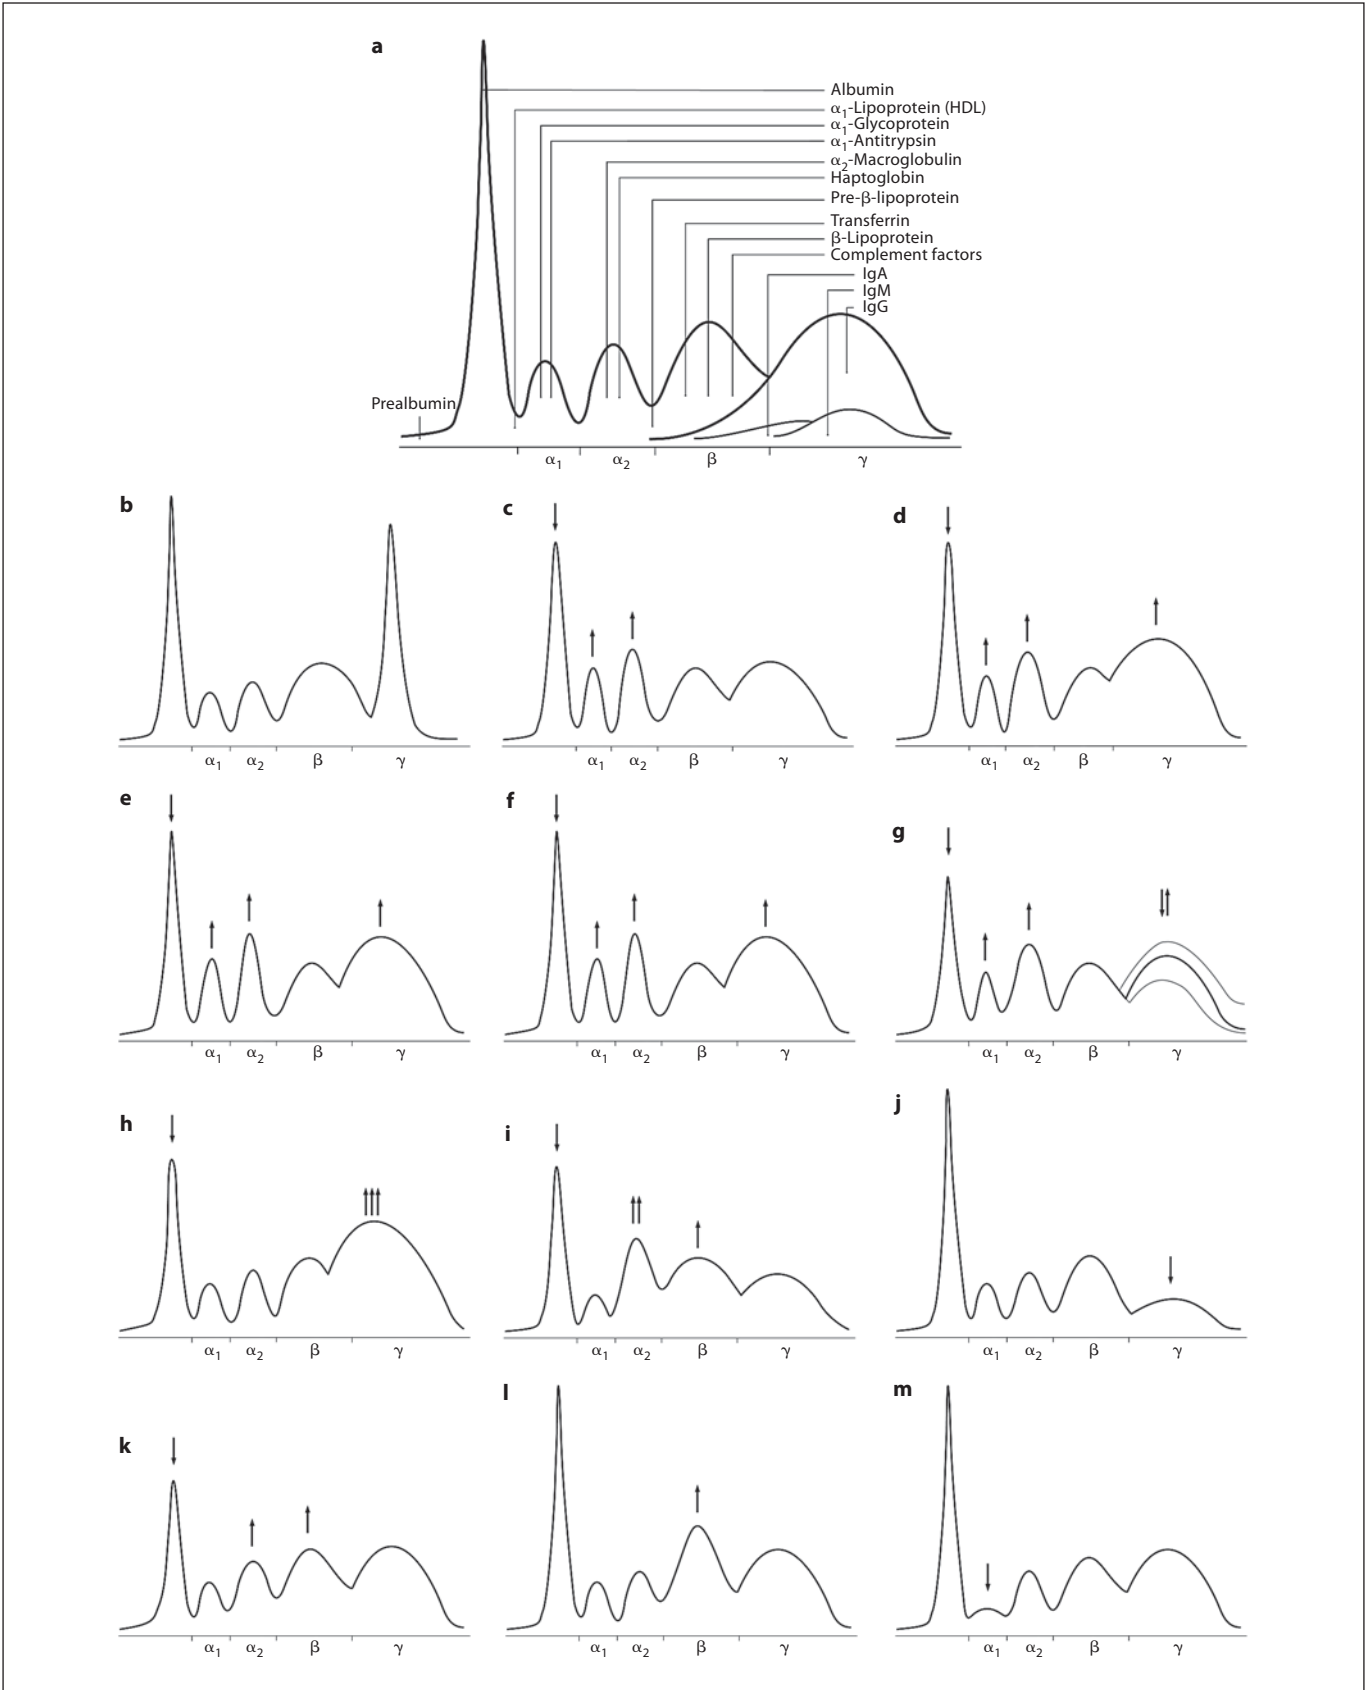 a
Albumin
α1-Lipoprotein (HDL)
α1-Glycoprotein
α1-Antitrypsin
α2-Macroglobulin
Haptoglobin
Pre-β-lipoprotein
Transferrin
β-Lipoprotein
Complement factors
IgA
IgM
IgG
Prealbumin
α1 α2 β γ
b c d
α1 α2 β γ α1 α2 β γ α1 α2 β γ
e f g
α1 α2 β γ α1 α2 β γ α1 α2 β γ
h i j
α1 α2 β γ α1 α2 β γ α1 α2 β γ
k l m
α1 α2 β γ α1 α2 β γ α1 α2 β γ